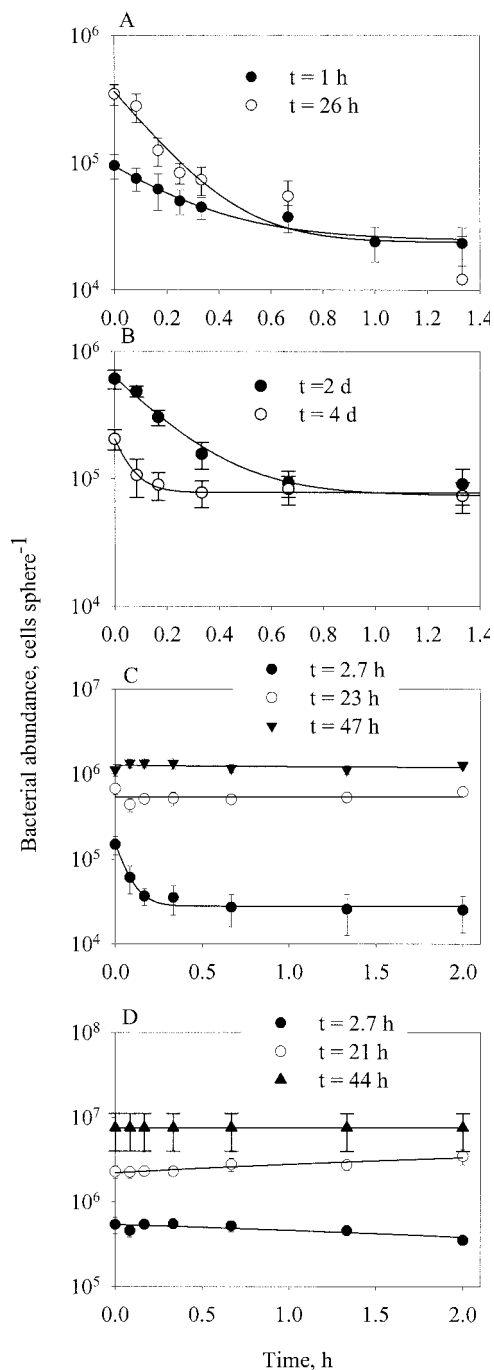 A
10⁶
t = 1 h
t = 26 h
10⁵
10⁴
0.0 0.2 0.4 0.6 0.8 1.0 1.2 1.4
B
10⁶
t =2 d
t = 4 d
10⁵
10⁴
0.0 0.2 0.4 0.6 0.8 1.0 1.2 1.4
Bacterial abundance, cells sphere⁻¹
C
t = 2.7 h
10⁷
t = 23 h
t = 47 h
10⁶
10⁵
10⁴
0.0 0.5 1.0 1.5 2.0
D
t = 2.7 h
10⁸
t = 21 h
t = 44 h
10⁷
10⁶
10⁵
0.0 0.5 1.0 1.5 2.0
Time, h